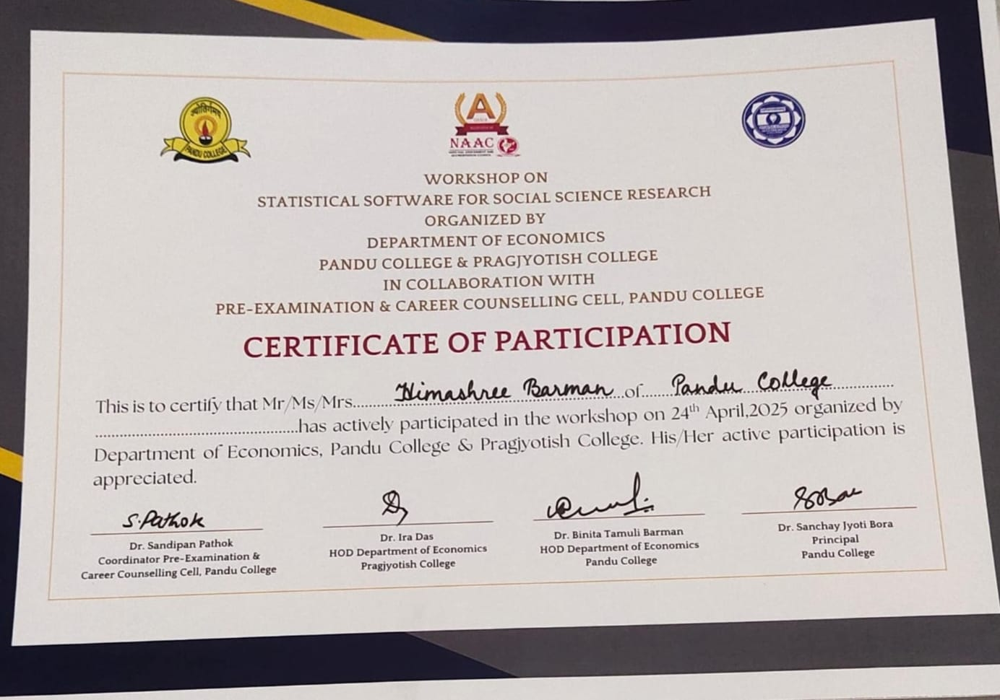 ज्योतिर्गमय
PANDU COLLEGE
A
NAAC
WORKSHOP ON
STATISTICAL SOFTWARE FOR SOCIAL SCIENCE RESEARCH
ORGANIZED BY
DEPARTMENT OF ECONOMICS
PANDU COLLEGE & PRAGJYOTISH COLLEGE
IN COLLABORATION WITH
PRE-EXAMINATION & CAREER COUNSELLING CELL, PANDU COLLEGE
CERTIFICATE OF PARTICIPATION
This is to certify that Mr/Ms/Mrs...... Himashree Barman ...of...... Pandu College ............
............................................has actively participated in the workshop on 24th April,2025 organized by
Department of Economics, Pandu College & Pragjyotish College. His/Her active participation is
appreciated.
S. Pathok
Dr. Sandipan Pathok
Coordinator Pre-Examination &
Career Counselling Cell, Pandu College
Dr. Ira Das
HOD Department of Economics
Pragjyotish College
Dr. Binita Tamuli Barman
HOD Department of Economics
Pandu College
Dr. Sanchay Jyoti Bora
Principal
Pandu College